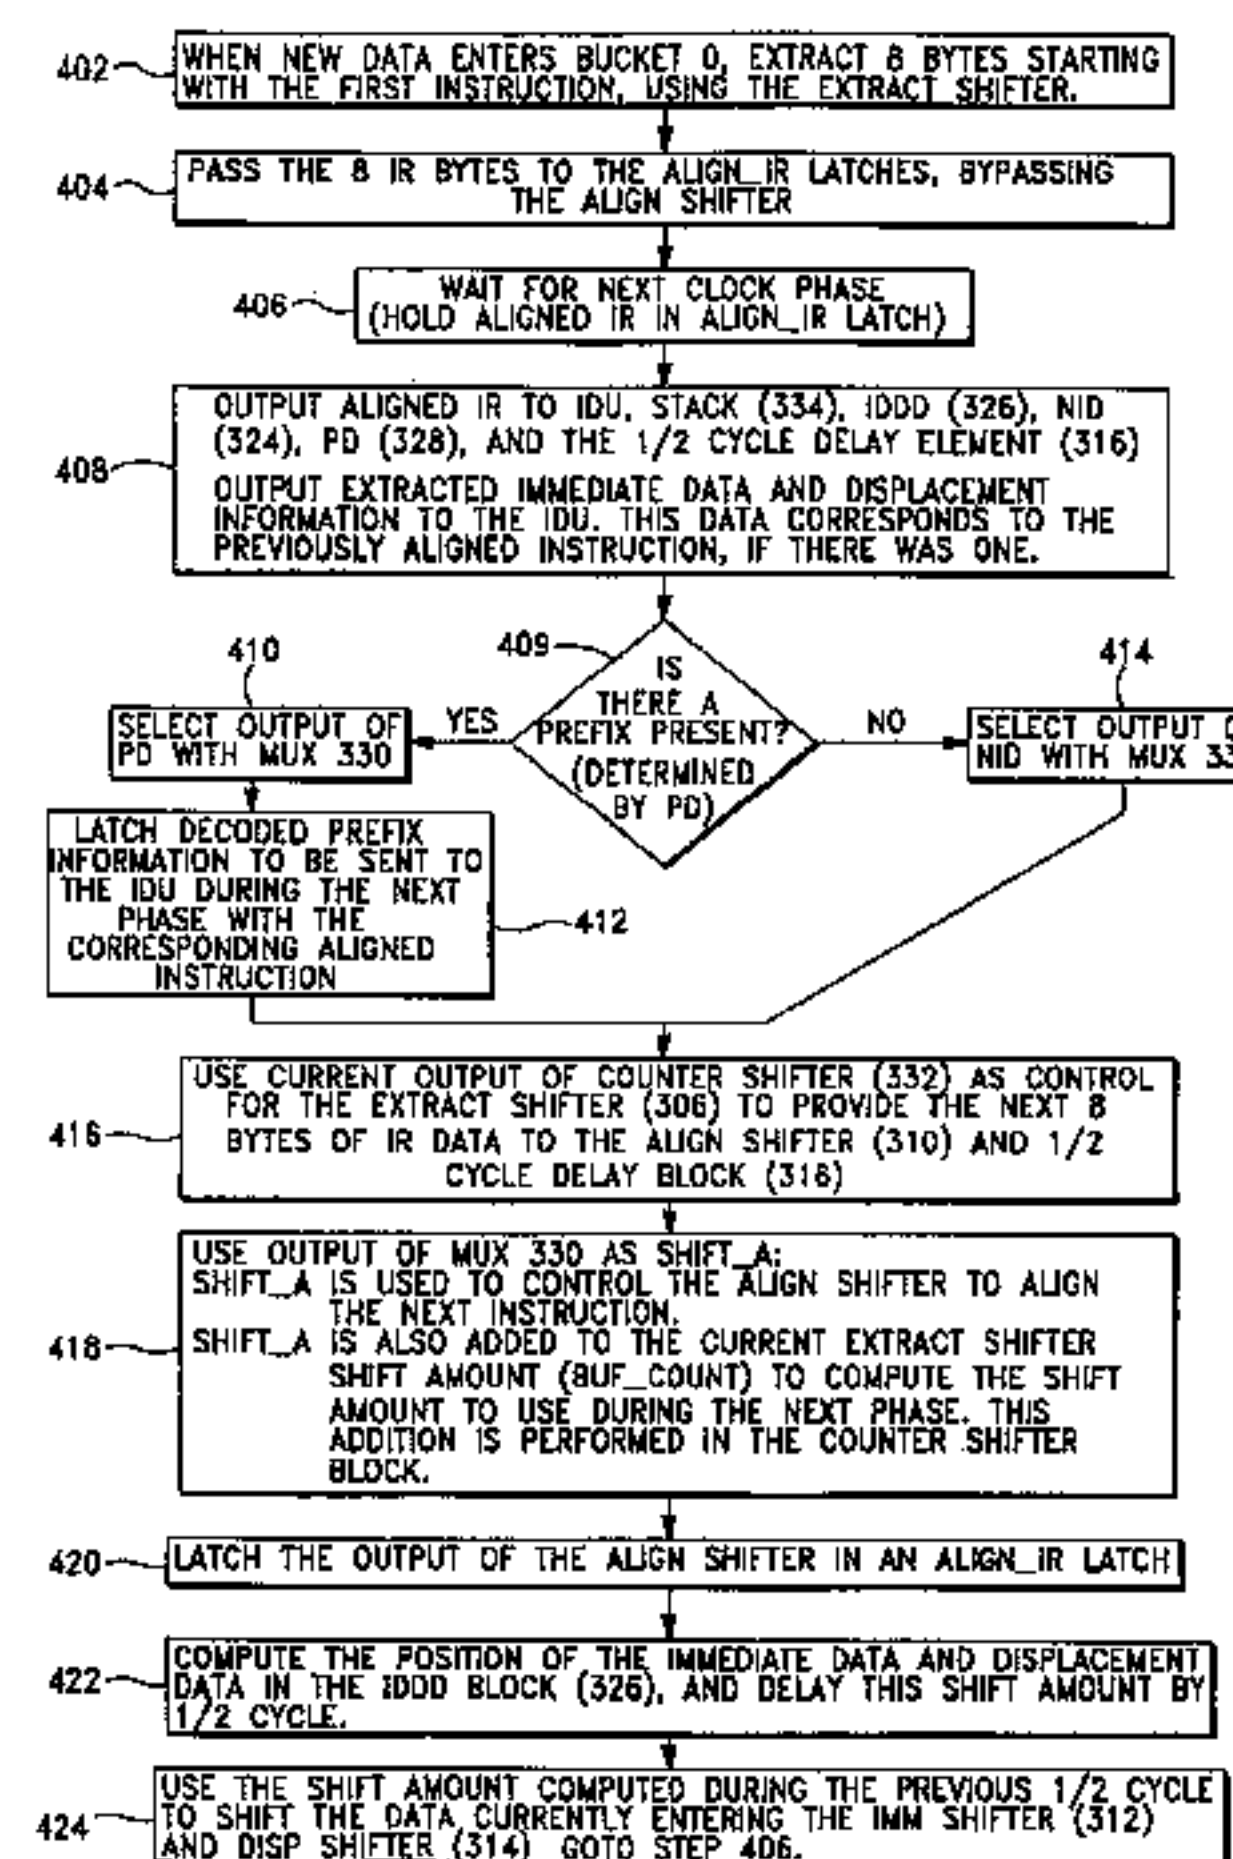 402
WHEN NEW DATA ENTERS BUCKET 0, EXTRACT 8 BYTES STARTING
WITH THE FIRST INSTRUCTION, USING THE EXTRACT SHIFTER.
404
PASS THE 8 IR BYTES TO THE ALIGN_IR LATCHES, BYPASSING
THE ALIGN SHIFTER
406
WAIT FOR NEXT CLOCK PHASE
(HOLD ALIGNED IR IN ALIGN_IR LATCH)
408
OUTPUT ALIGNED IR TO IDU, STACK (334), IDDD (326), NID
(324), PD (328), AND THE 1/2 CYCLE DELAY ELEMENT (316)
OUTPUT EXTRACTED IMMEDIATE DATA AND DISPLACEMENT
INFORMATION TO THE IDU. THIS DATA CORRESPONDS TO THE
PREVIOUSLY ALIGNED INSTRUCTION, IF THERE WAS ONE.
409
IS
THERE A
PREFIX PRESENT?
(DETERMINED
BY PD)
YES
NO
410
SELECT OUTPUT OF
PD WITH MUX 330
414
SELECT OUTPUT
NID WITH MUX
LATCH DECODED PREFIX
INFORMATION TO BE SENT TO
THE IDU DURING THE NEXT
PHASE WITH THE
CORRESPONDING ALIGNED
INSTRUCTION
412
416
USE CURRENT OUTPUT OF COUNTER SHIFTER (332) AS CONTROL
FOR THE EXTRACT SHIFTER (306) TO PROVIDE THE NEXT 8
BYTES OF IR DATA TO THE ALIGN SHIFTER (310) AND 1/2
CYCLE DELAY BLOCK (318)
418
USE OUTPUT OF MUX 330 AS SHIFT_A:
SHIFT_A IS USED TO CONTROL THE ALIGN SHIFTER TO ALIGN
THE NEXT INSTRUCTION.
SHIFT_A IS ALSO ADDED TO THE CURRENT EXTRACT SHIFTER
SHIFT AMOUNT (BUF_COUNT) TO COMPUTE THE SHIFT
AMOUNT TO USE DURING THE NEXT PHASE. THIS
ADDITION IS PERFORMED IN THE COUNTER SHIFTER
BLOCK.
420
LATCH THE OUTPUT OF THE ALIGN SHIFTER IN AN ALIGN_IR LATCH
422
COMPUTE THE POSITION OF THE IMMEDIATE DATA AND DISPLACEMENT
DATA IN THE IDDD BLOCK (326), AND DELAY THIS SHIFT AMOUNT BY
1/2 CYCLE.
424
USE THE SHIFT AMOUNT COMPUTED DURING THE PREVIOUS 1/2 CYCLE
TO SHIFT THE DATA CURRENTLY ENTERING THE IMM SHIFTER (312)
AND DISP SHIFTER (314) GOTO STEP 406.